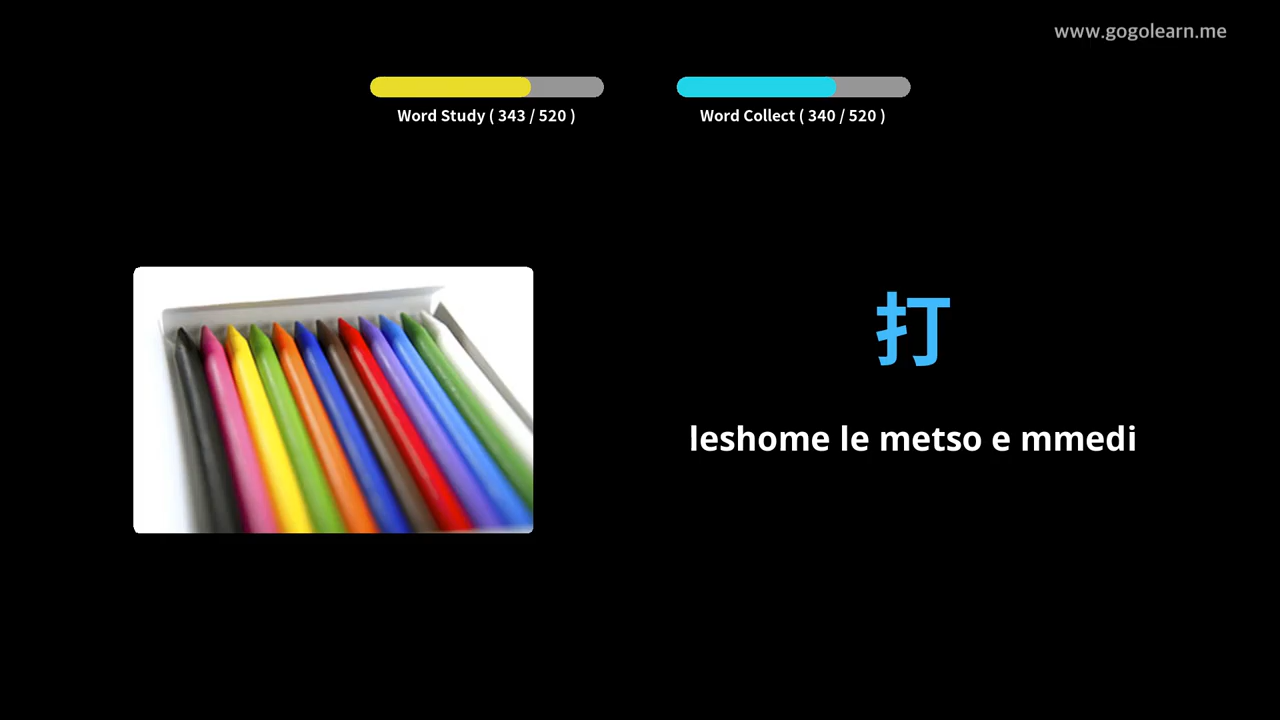 www.gogolearn.me
Word Study ( 343 / 520 )
Word Collect ( 340 / 520 )
打
leshome le metso e mmedi